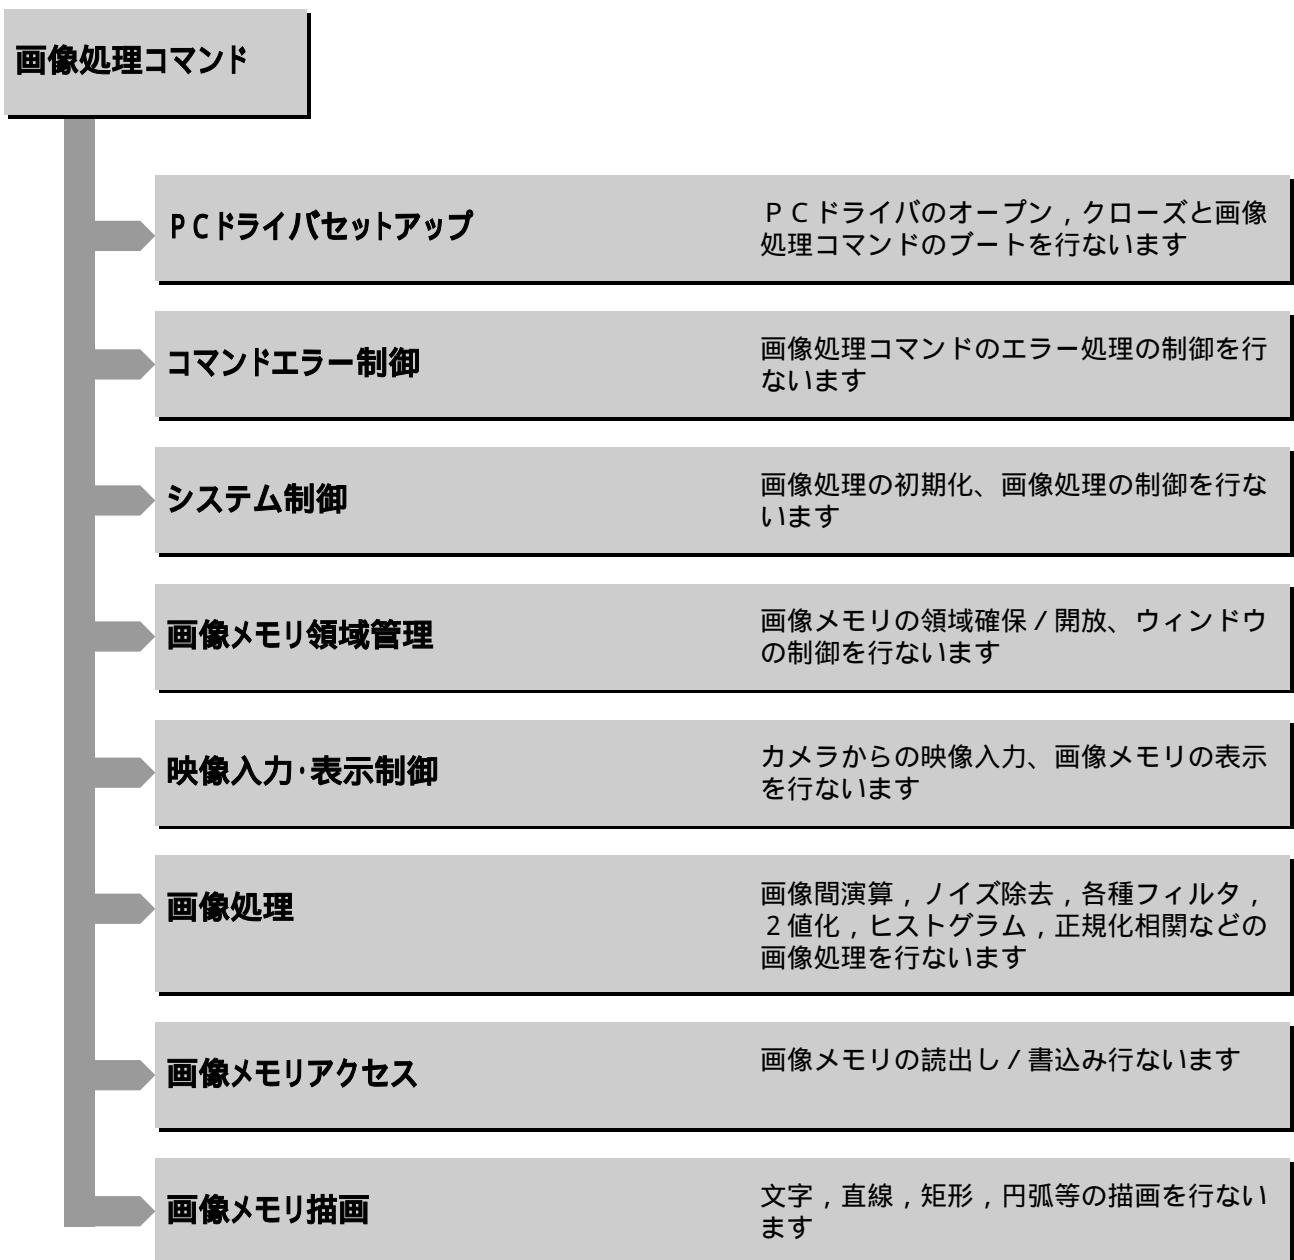 画像処理コマンド
ＰＣドライバセットアップ
ＰＣドライバのオープン，クローズと画像
処理コマンドのブートを行ないます
コマンドエラー制御
画像処理コマンドのエラー処理の制御を行
ないます
システム制御
画像処理の初期化、画像処理の制御を行な
います
画像メモリ領域管理
画像メモリの領域確保／開放、ウィンドウ
の制御を行ないます
映像入力・表示制御
カメラからの映像入力、画像メモリの表示
を行ないます
画像処理
画像間演算，ノイズ除去，各種フィルタ，
２値化，ヒストグラム，正規化相関などの
画像処理を行ないます
画像メモリアクセス
画像メモリの読出し／書込み行ないます
画像メモリ描画
文字，直線，矩形，円弧等の描画を行ない
ます